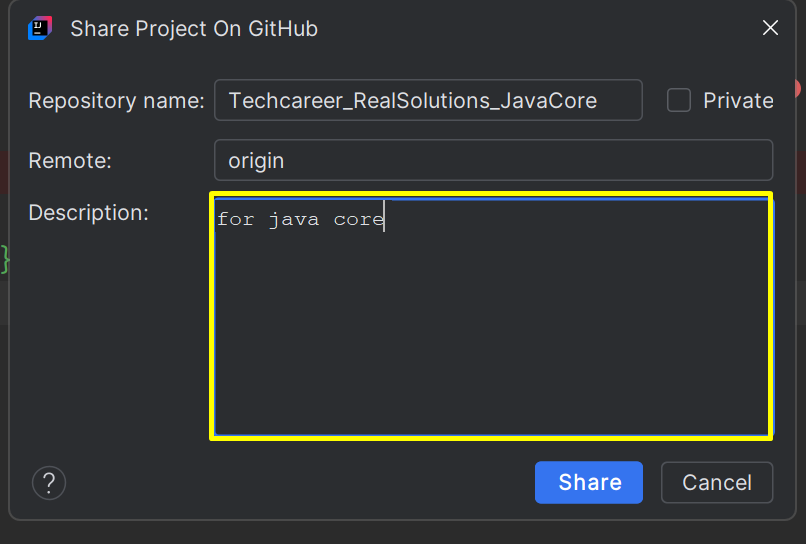 Share Project On GitHub
Repository name: Techcareer_RealSolutions_JavaCore Private
Remote: origin
Description: for java core
}
? Share Cancel